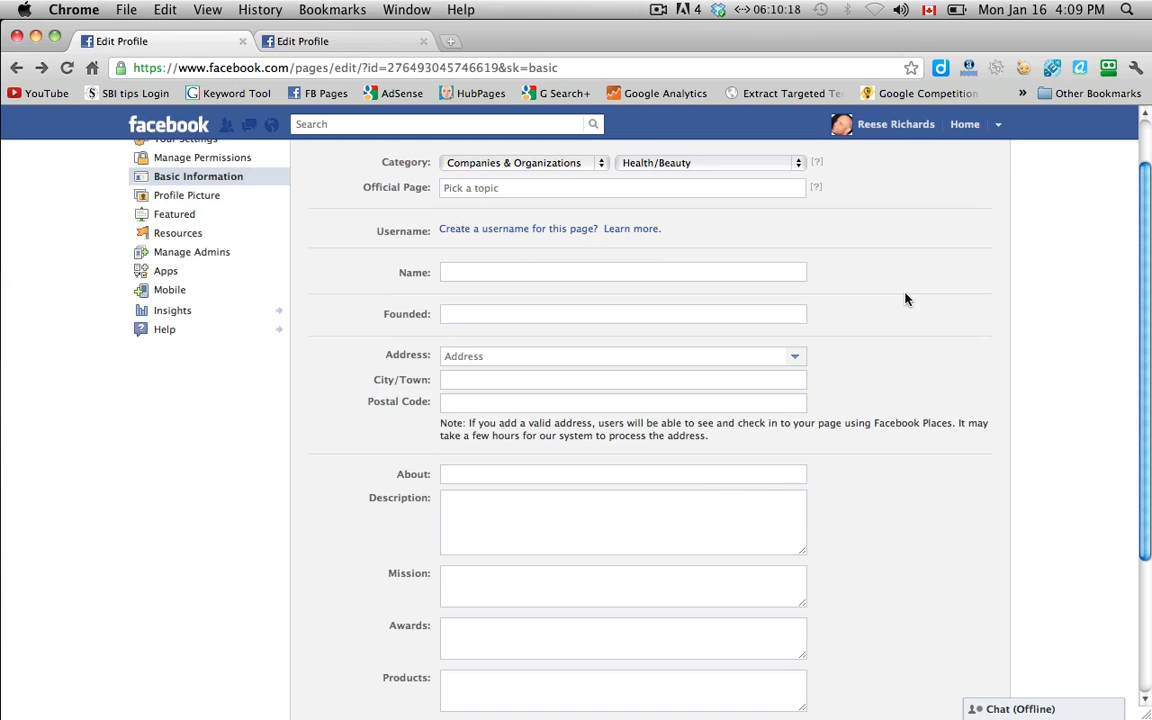 Chrome File Edit View History Bookmarks Window Help 4 06:10:18 Mon Jan 16 4:09 PM
Edit Profile Edit Profile
https://www.facebook.com/pages/edit/?id=276493045746619&sk=basic
YouTube SBI tips Login Keyword Tool FB Pages AdSense HubPages G Search+ Google Analytics Extract Targeted Te Google Competition » Other Bookmarks
facebook Search Reese Richards Home
Your Settings
Manage Permissions
Basic Information
Profile Picture
Featured
Resources
Manage Admins
Apps
Mobile
Insights
Help
Category: Companies & Organizations Health/Beauty [?]
Official Page: Pick a topic [?]
Username: Create a username for this page? Learn more.
Name:
Founded:
Address: Address
City/Town:
Postal Code:
Note: If you add a valid address, users will be able to see and check in to your page using Facebook Places. It may
take a few hours for our system to process the address.
About:
Description:
Mission:
Awards:
Products:
Chat (Offline)